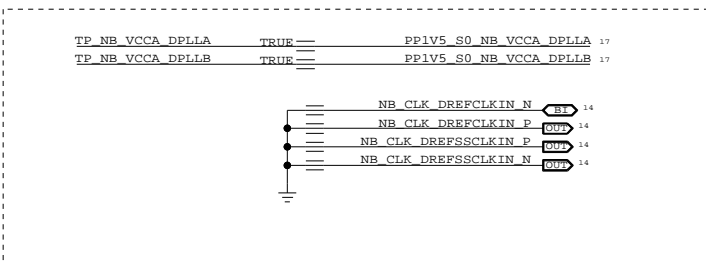 TP_NB_VCCA_DPLLA TRUE PP1V5_S0_NB_VCCA_DPLLA 17
TP_NB_VCCA_DPLLB TRUE PP1V5_S0_NB_VCCA_DPLLB 17
NB_CLK_DREFCLKIN_N BI 14
NB_CLK_DREFCLKIN_P OUT 14
NB_CLK_DREFSSCLKIN_P OUT 14
NB_CLK_DREFSSCLKIN_N OUT 14